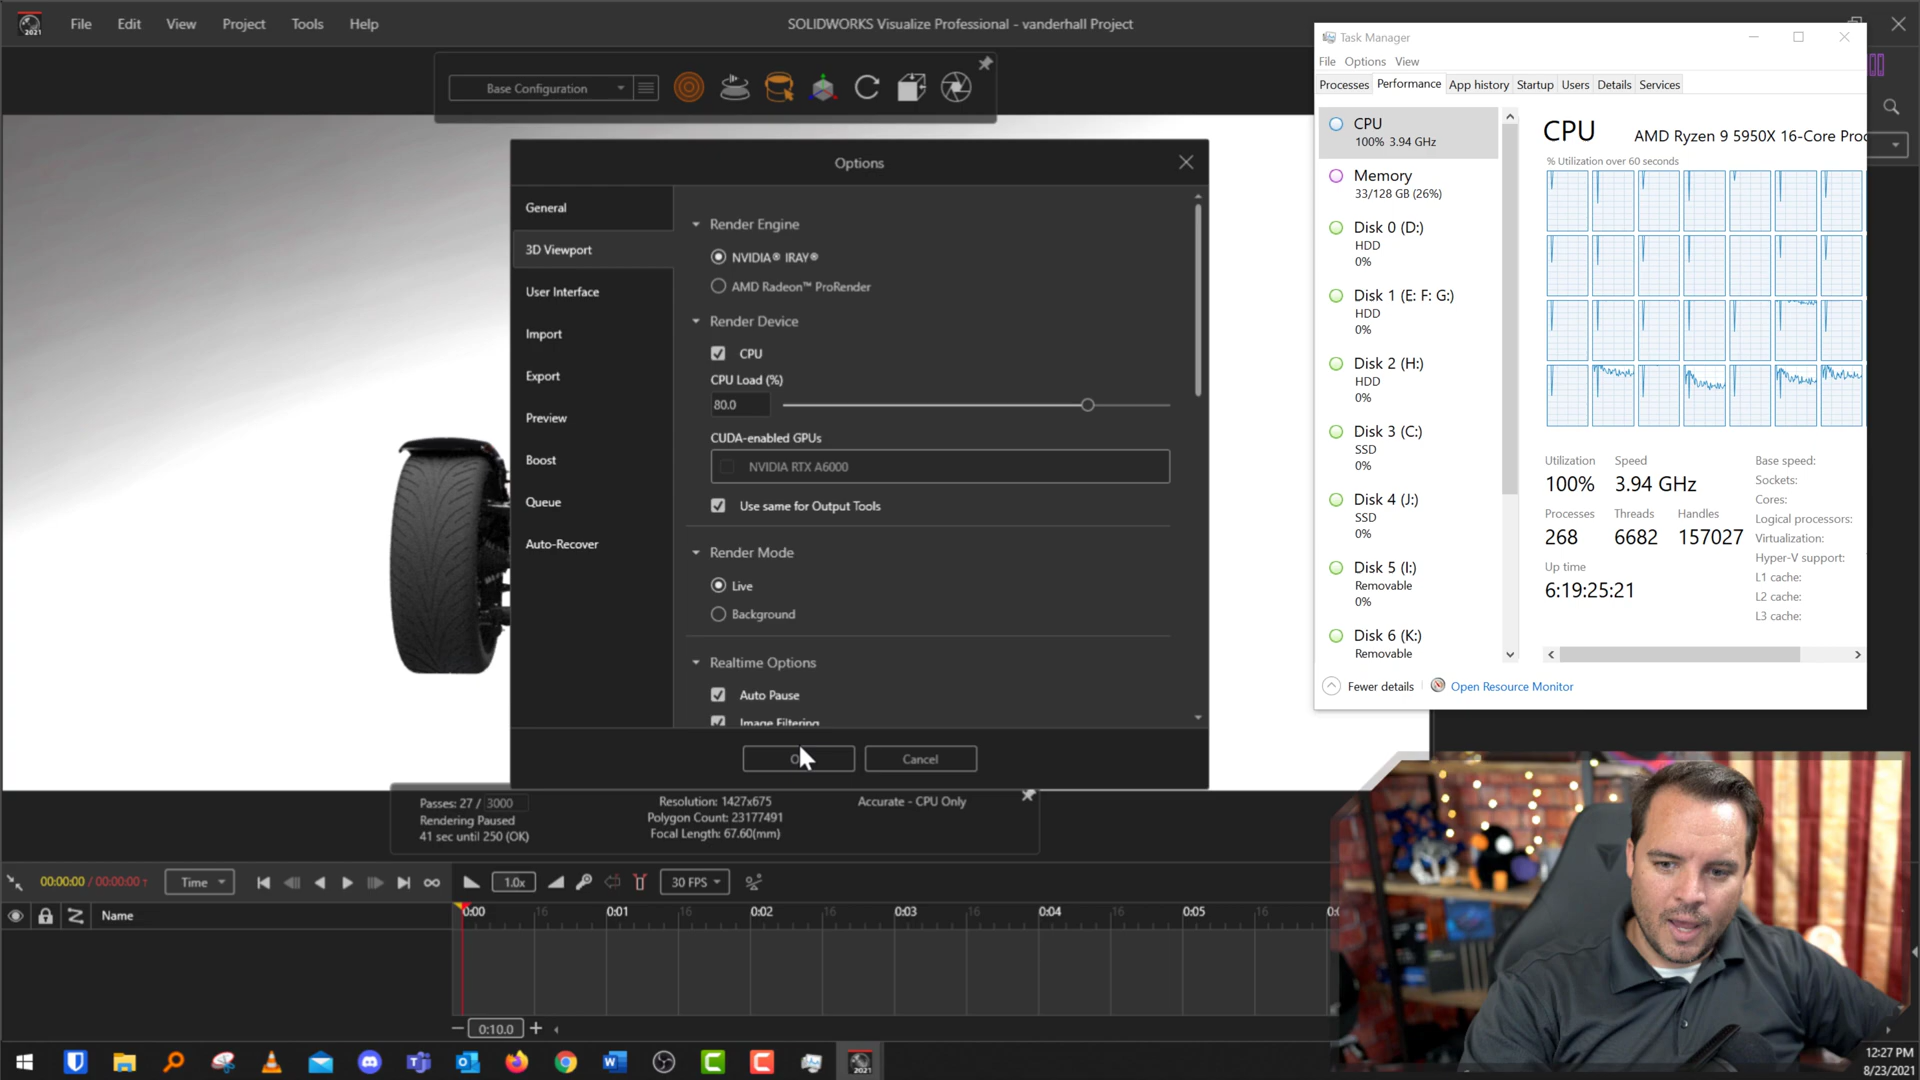 2021
File Edit View Project Tools Help
SOLIDWORKS Visualize Professional - vanderhall Project
Base Configuration
Options
General
3D Viewport
User Interface
Import
Export
Preview
Boost
Queue
Auto-Recover
Render Engine
NVIDIA® IRAY®
AMD Radeon™ ProRender
Render Device
CPU
CPU Load (%)
80.0
CUDA-enabled GPUs
NVIDIA RTX A6000
Use same for Output Tools
Render Mode
Live
Background
Realtime Options
Auto Pause
Image Filtering
Cancel
Task Manager
File Options View
Processes Performance App history Startup Users Details Services
CPU
100% 3.94 GHz
Memory
33/128 GB (26%)
Disk 0 (D:)
HDD
0%
Disk 1 (E: F: G:)
HDD
0%
Disk 2 (H:)
HDD
0%
Disk 3 (C:)
SSD
0%
Disk 4 (J:)
SSD
0%
Disk 5 (I:)
Removable
0%
Disk 6 (K:)
Removable
CPU AMD Ryzen 9 5950X 16-Core Proc
% Utilization over 60 seconds
Utilization Speed
100% 3.94 GHz
Processes Threads Handles
268 6682 157027
Up time
6:19:25:21
Base speed:
Sockets:
Cores:
Logical processors:
Virtualization:
Hyper-V support:
L1 cache:
L2 cache:
L3 cache:
Fewer details Open Resource Monitor
Passes: 27 / 3000
Rendering Paused
41 sec until 250 (OK)
Resolution: 1427x675
Polygon Count: 23177491
Focal Length: 67.60(mm)
Accurate - CPU Only
00:00:00 / 00:00:00 Time 1.0x 30 FPS
Name
0:00 16 0:01 16 0:02 16 0:03 16 0:04 16 0:05 16
0:10.0
2021
12:27 PM
8/23/2021